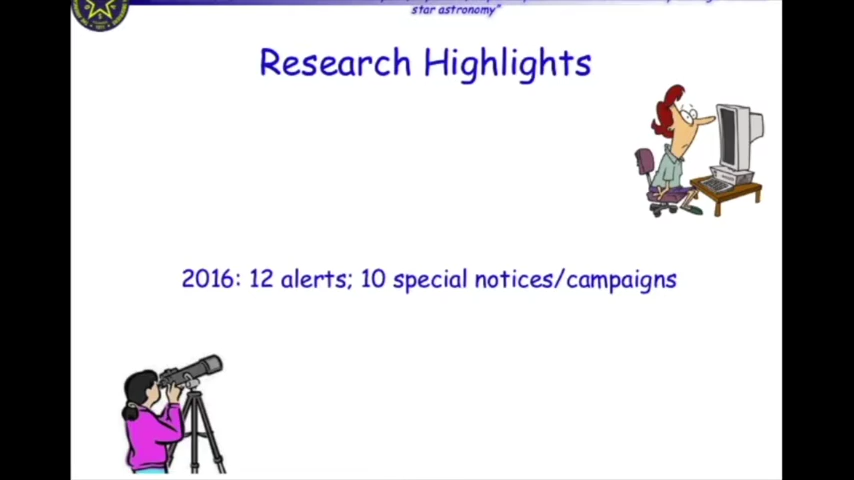 star astronomy"
Research Highlights
2016: 12 alerts; 10 special notices/campaigns